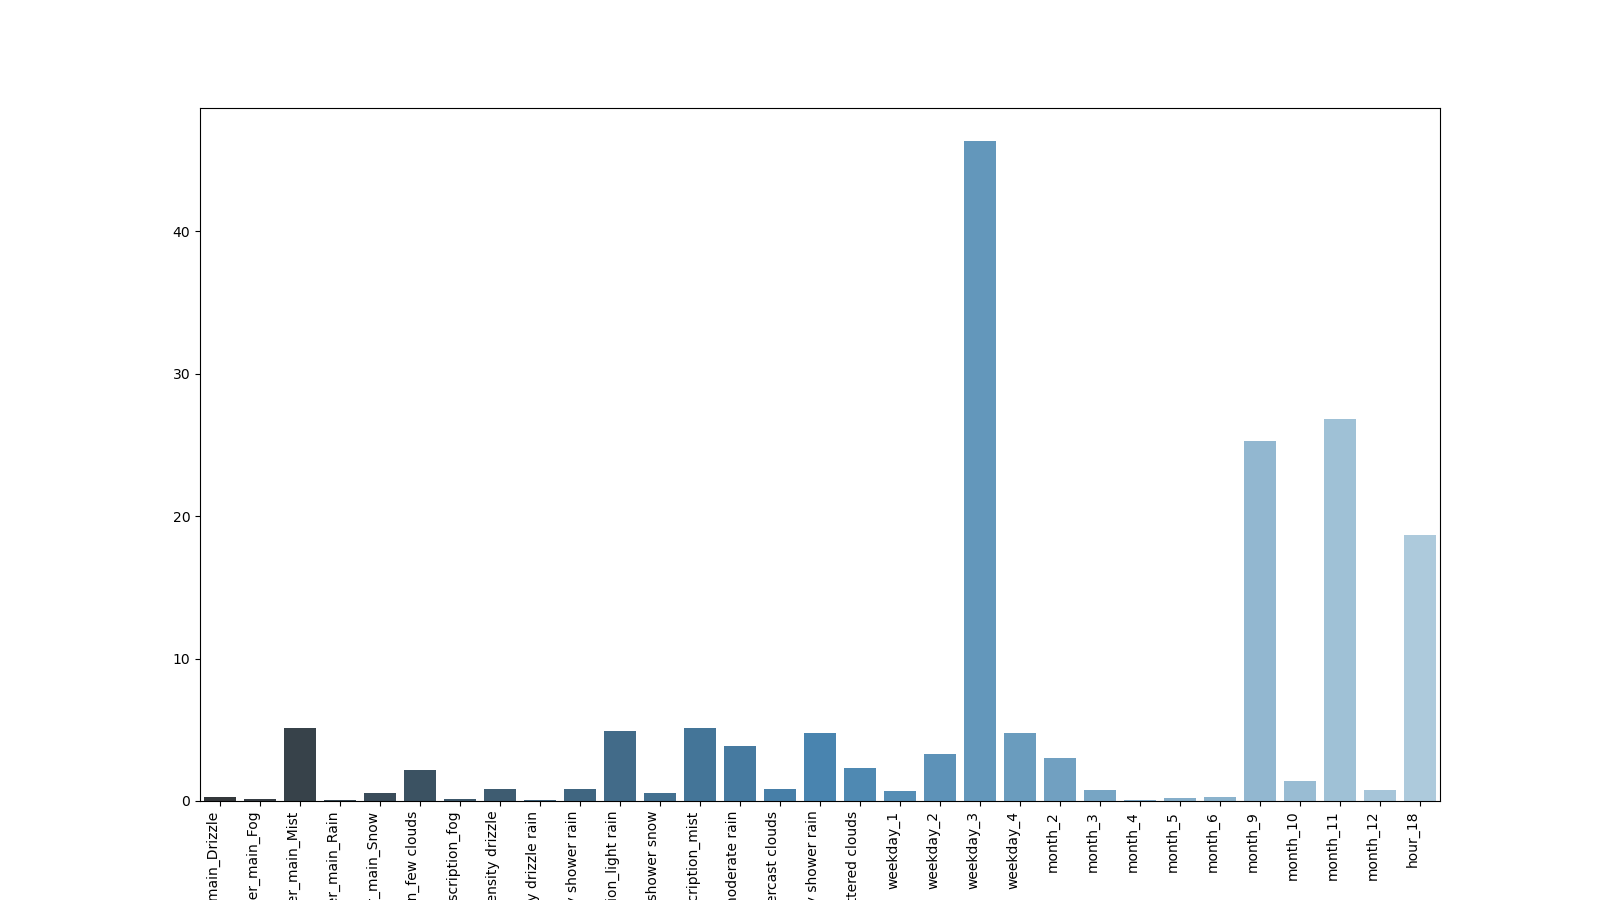 40
30
20
10
0
main_Drizzle
er_main_Fog
er_main_Mist
er_main_Rain
_main_Snow
n_few clouds
scription_fog
ensity drizzle
y drizzle rain
shower rain
ion_light rain
shower snow
cription_mist
moderate rain
ercast clouds
shower rain
ttered clouds
weekday_1
weekday_2
weekday_3
weekday_4
month_2
month_3
month_4
month_5
month_6
month_9
month_10
month_11
month_12
hour_18